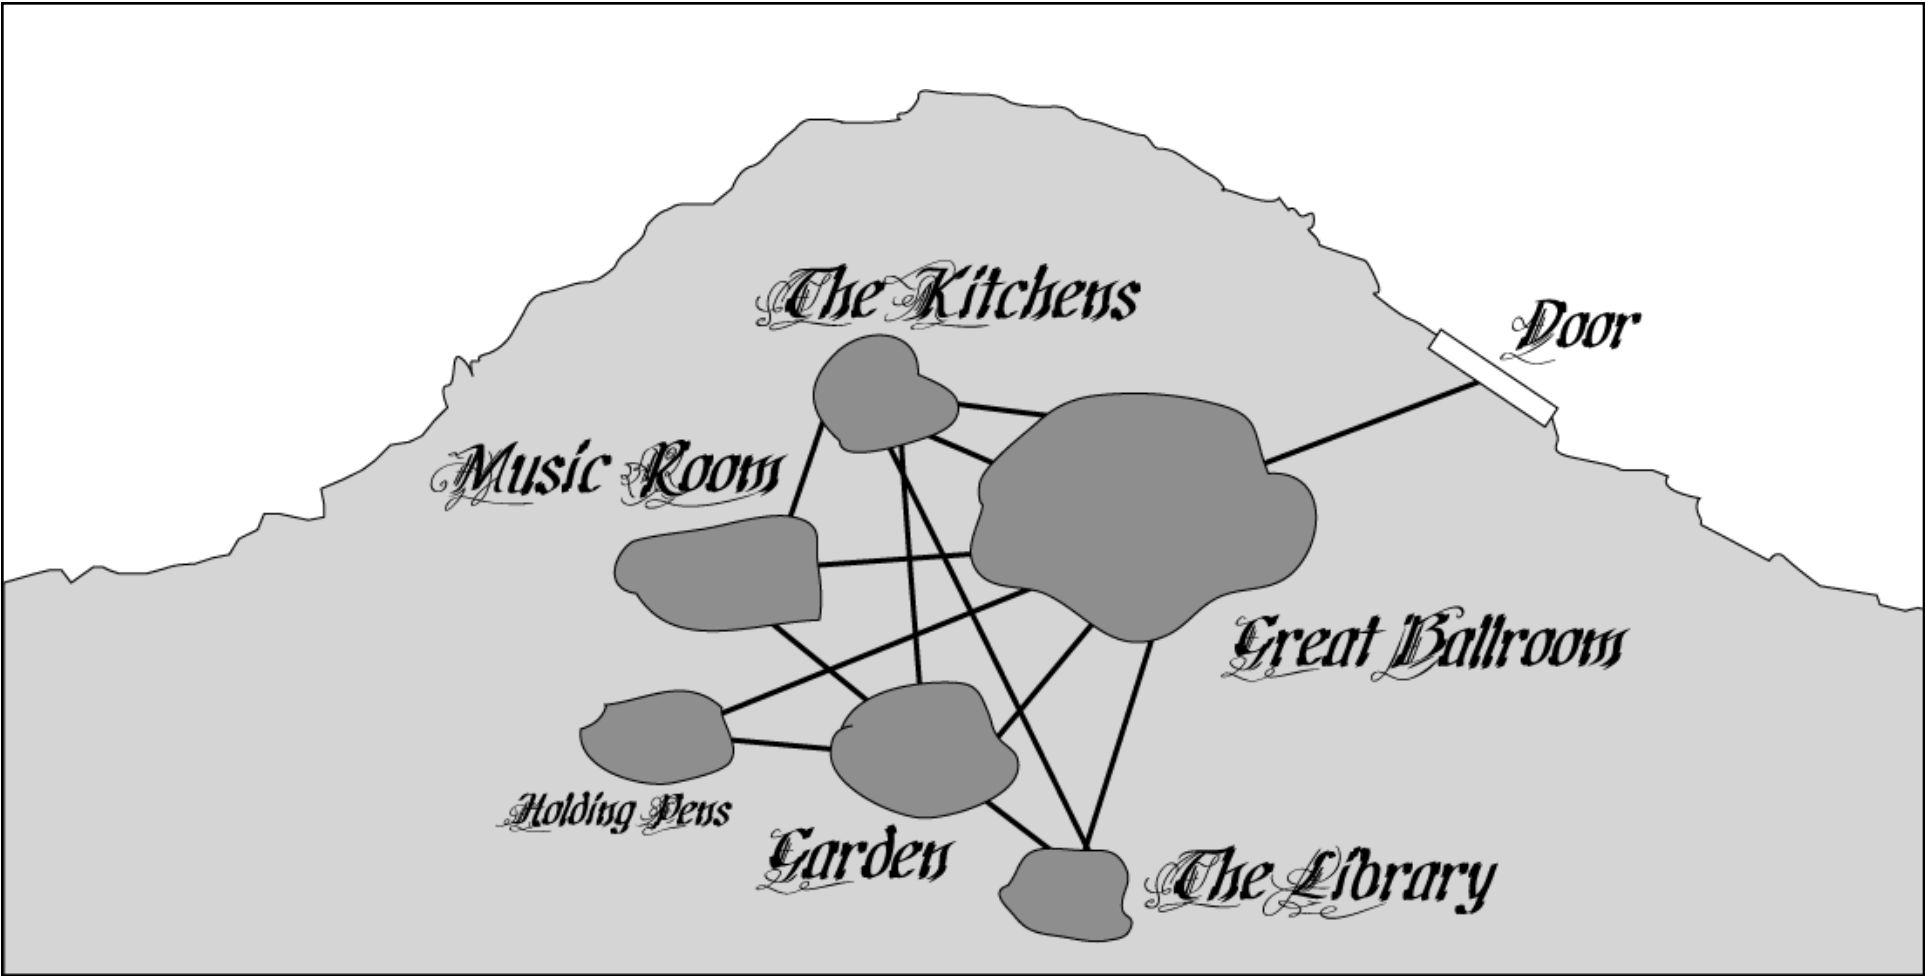 The Kitchens
Door
Music Room
Great Ballroom
Holding Pens
Garden
The Library